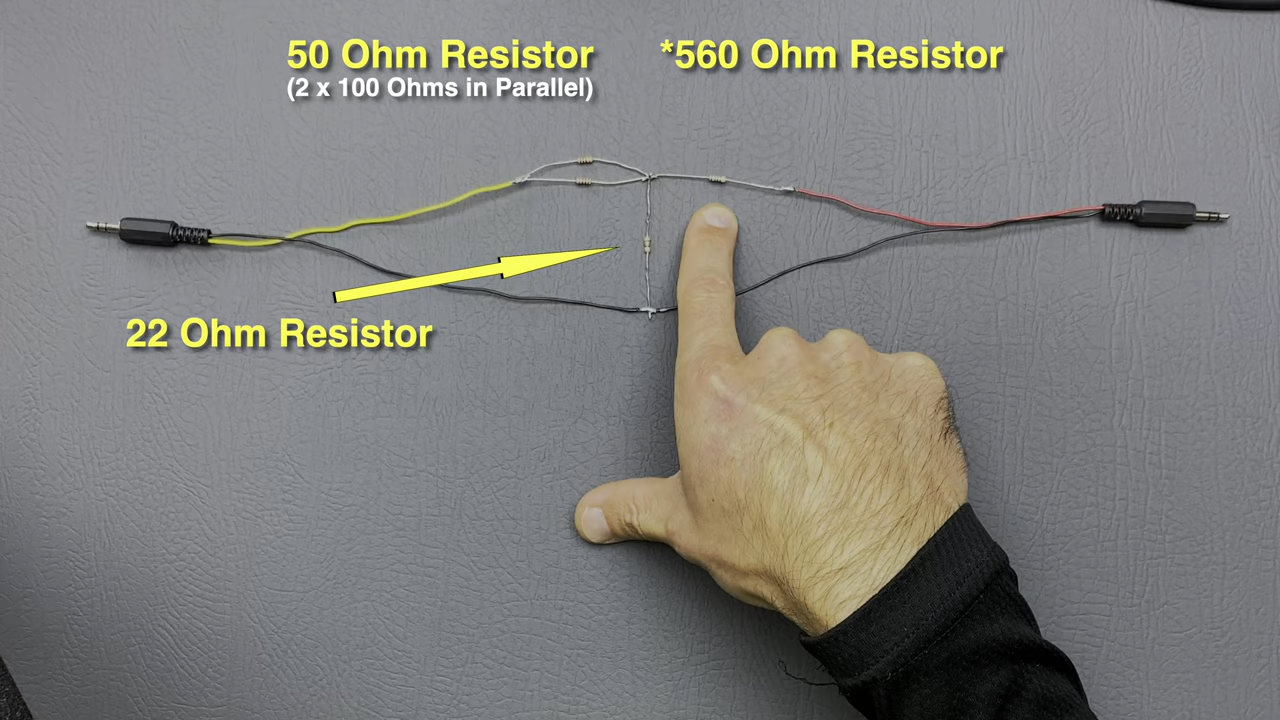 50 Ohm Resistor
(2 x 100 Ohms in Parallel)
*560 Ohm Resistor
22 Ohm Resistor